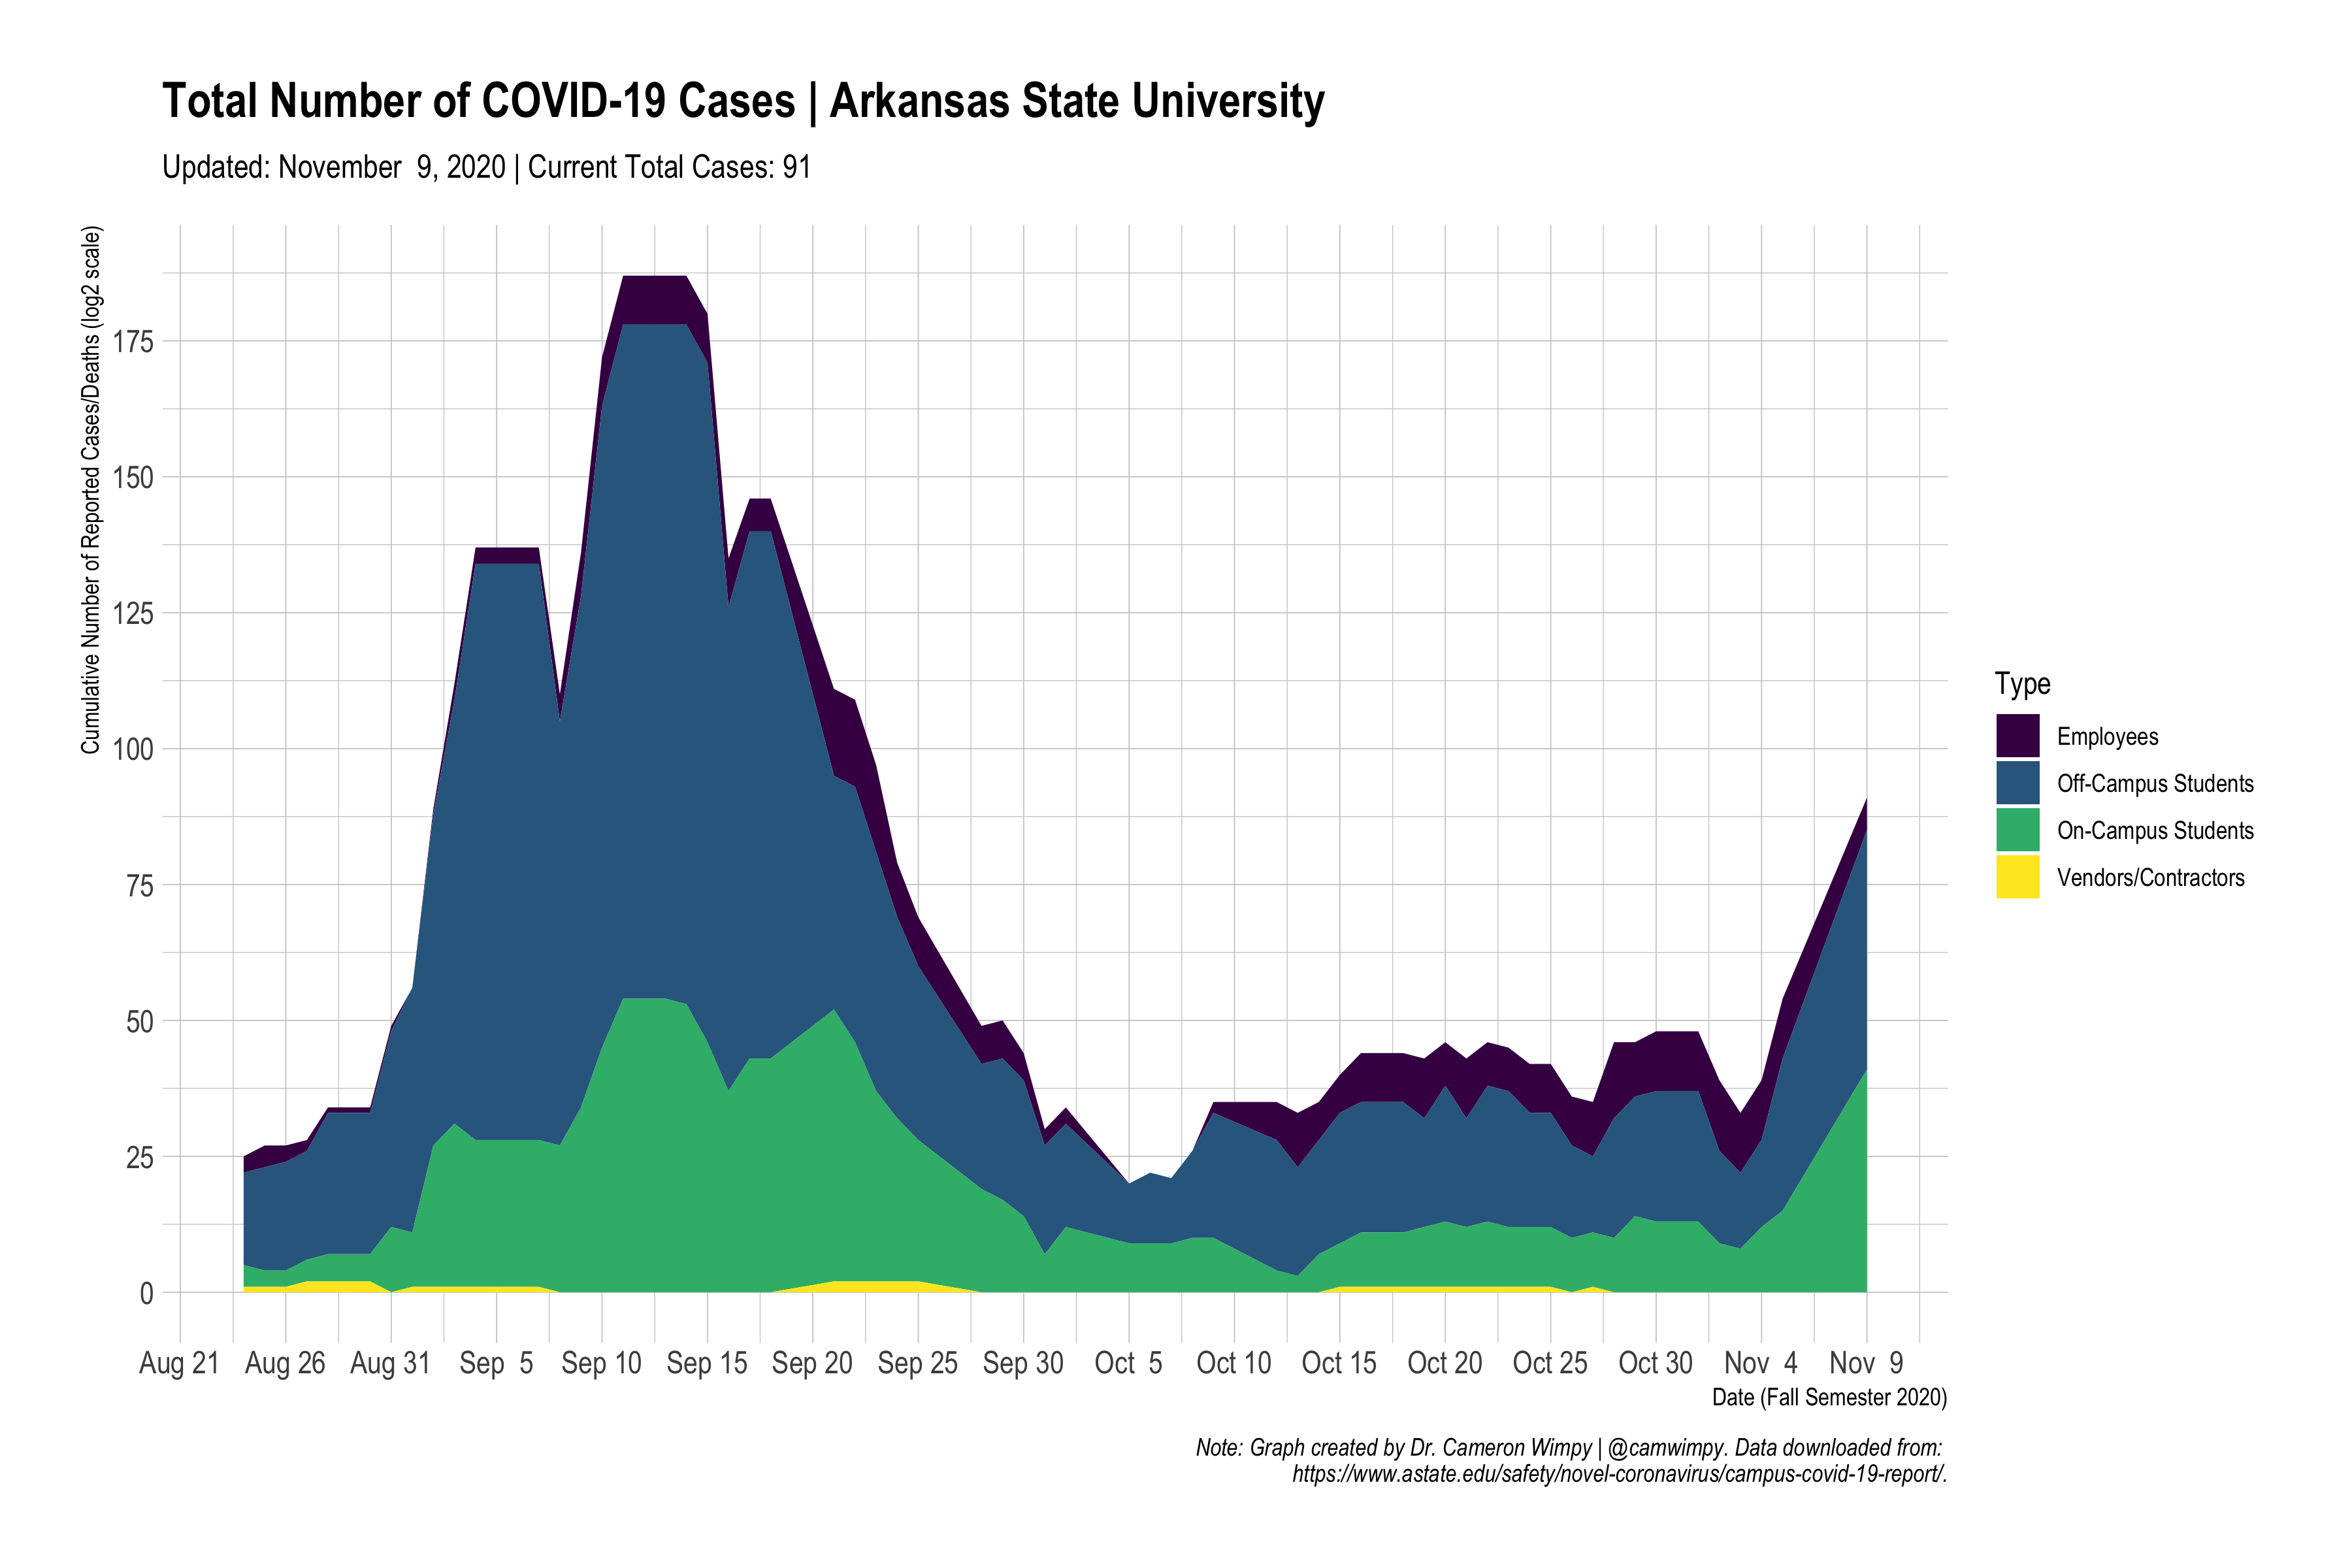 Total Number of COVID-19 Cases | Arkansas State University
Updated: November  9, 2020 | Current Total Cases: 91
Cumulative Number of Reported Cases/Deaths (log2 scale)
175
150
125
100
75
50
25
0
Aug 21 Aug 26 Aug 31 Sep  5 Sep 10 Sep 15 Sep 20 Sep 25 Sep 30 Oct  5 Oct 10 Oct 15 Oct 20 Oct 25 Oct 30 Nov  4 Nov  9
Date (Fall Semester 2020)
Type
Employees
Off-Campus Students
On-Campus Students
Vendors/Contractors
Note: Graph created by Dr. Cameron Wimpy | @camwimpy. Data downloaded from:
https://www.astate.edu/safety/novel-coronavirus/campus-covid-19-report/.